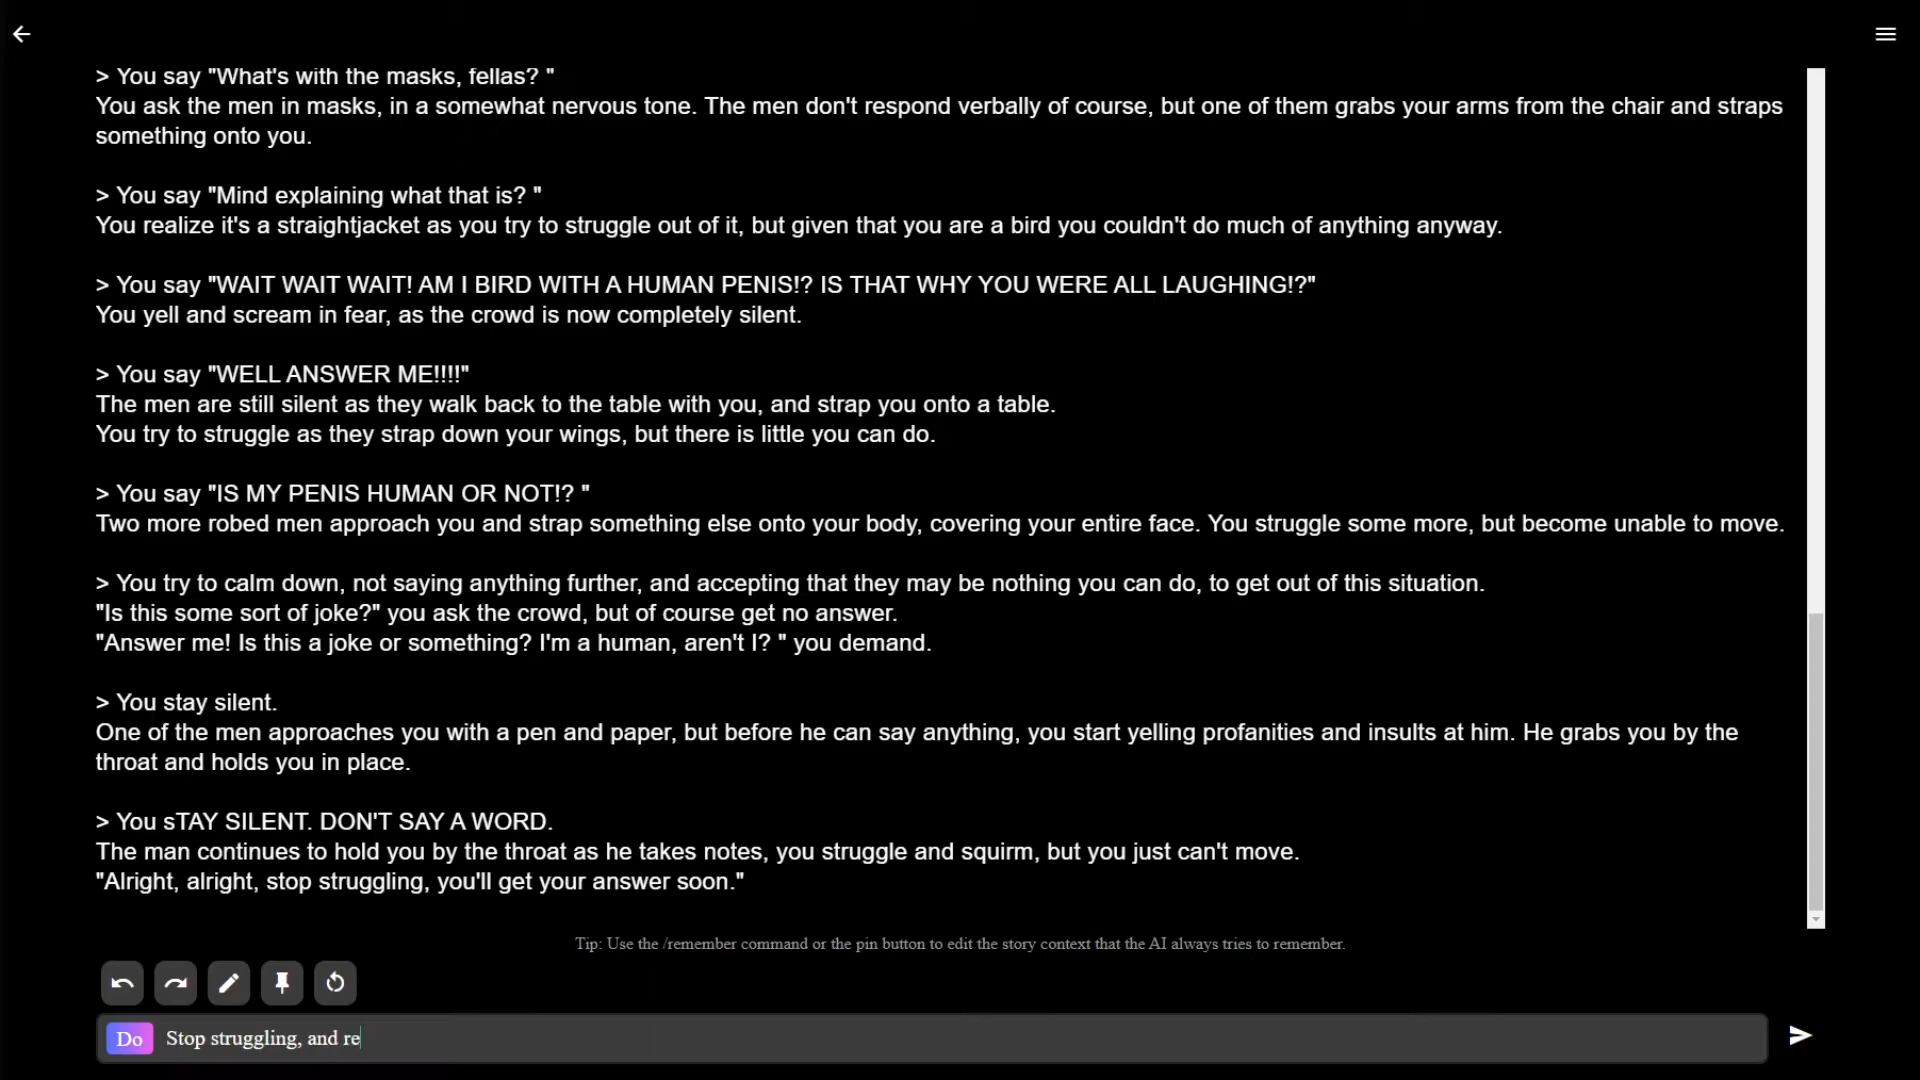 > You say "What's with the masks, fellas? "
You ask the men in masks, in a somewhat nervous tone. The men don't respond verbally of course, but one of them grabs your arms from the chair and straps
something onto you.
> You say "Mind explaining what that is? "
You realize it's a straightjacket as you try to struggle out of it, but given that you are a bird you couldn't do much of anything anyway.
> You say "WAIT WAIT WAIT! AM I BIRD WITH A HUMAN PENIS!? IS THAT WHY YOU WERE ALL LAUGHING!?"
You yell and scream in fear, as the crowd is now completely silent.
> You say "WELL ANSWER ME!!!!"
The men are still silent as they walk back to the table with you, and strap you onto a table.
You try to struggle as they strap down your wings, but there is little you can do.
> You say "IS MY PENIS HUMAN OR NOT!? "
Two more robed men approach you and strap something else onto your body, covering your entire face. You struggle some more, but become unable to move.
> You try to calm down, not saying anything further, and accepting that they may be nothing you can do, to get out of this situation.
"Is this some sort of joke?" you ask the crowd, but of course get no answer.
"Answer me! Is this a joke or something? I'm a human, aren't I? " you demand.
> You stay silent.
One of the men approaches you with a pen and paper, but before he can say anything, you start yelling profanities and insults at him. He grabs you by the
throat and holds you in place.
> You sTAY SILENT. DON'T SAY A WORD.
The man continues to hold you by the throat as he takes notes, you struggle and squirm, but you just can't move.
"Alright, alright, stop struggling, you'll get your answer soon."
Tip: Use the /remember command or the pin button to edit the story context that the AI always tries to remember.
Do Stop struggling, and re